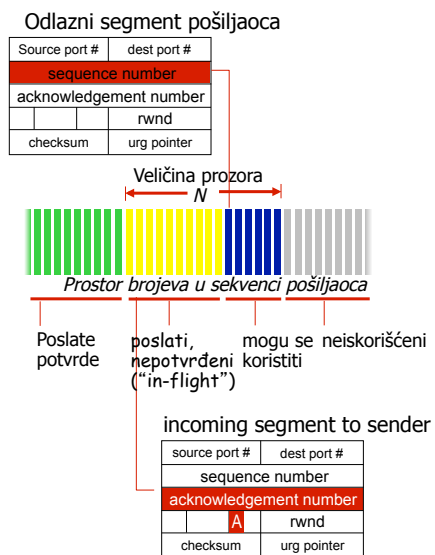 Odlazni segment pošiljaoca
Source port # dest port #
sequence number
acknowledgement number
rwnd
checksum urg pointer
Veličina prozora
N
Prostor brojeva u sekvenci pošiljaoca
Poslate potvrde
poslati, nepotvrđeni ("in-flight")
mogu se koristiti
neiskorišćeni
incoming segment to sender
source port # dest port #
sequence number
acknowledgement number
A rwnd
checksum urg pointer